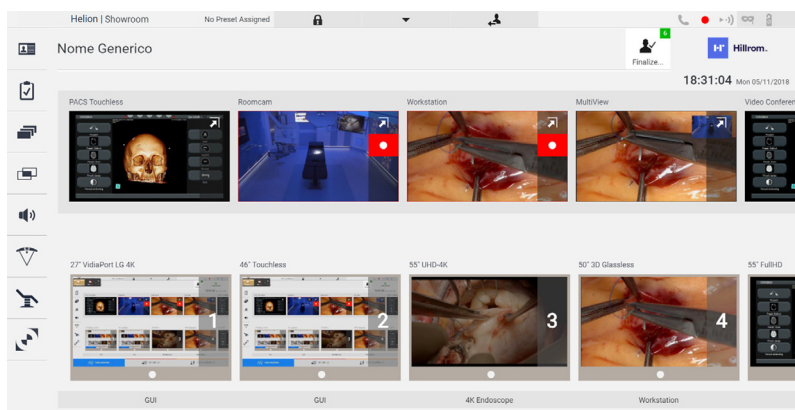 Helion | Showroom
No Preset Assigned
Nome Generico
6
Finalize...
H·r
Hillrom.
18:31:04 Mon 05/11/2018
PACS Touchless
Roomcam
Workstation
MultiView
Video Conferen
27" VidiaPort LG 4K
46" Touchless
55" UHD-4K
50" 3D Glassless
55" FullHD
1
2
3
4
GUI
GUI
4K Endoscope
Workstation